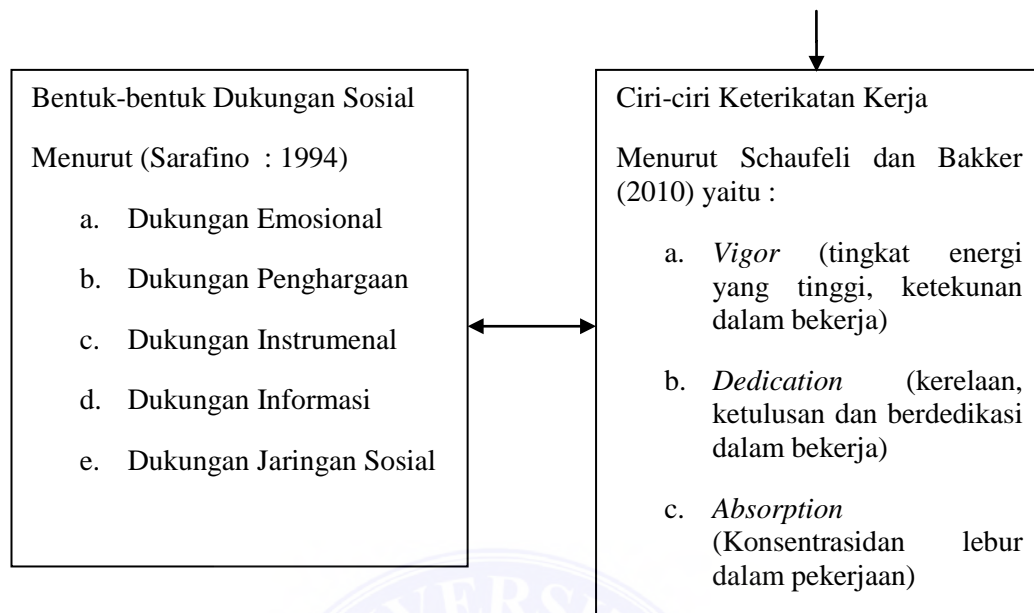 Bentuk-bentuk Dukungan Sosial
Menurut (Sarafino : 1994)
a. Dukungan Emosional
b. Dukungan Penghargaan
c. Dukungan Instrumenal
d. Dukungan Informasi
e. Dukungan Jaringan Sosial
Ciri-ciri Keterikatan Kerja
Menurut Schaufeli dan Bakker
(2010) yaitu :
a. Vigor (tingkat energi
yang tinggi, ketekunan
dalam bekerja)
b. Dedication (kerelaan,
ketulusan dan berdedikasi
dalam bekerja)
c. Absorption
(Konsentrasidan lebur
dalam pekerjaan)